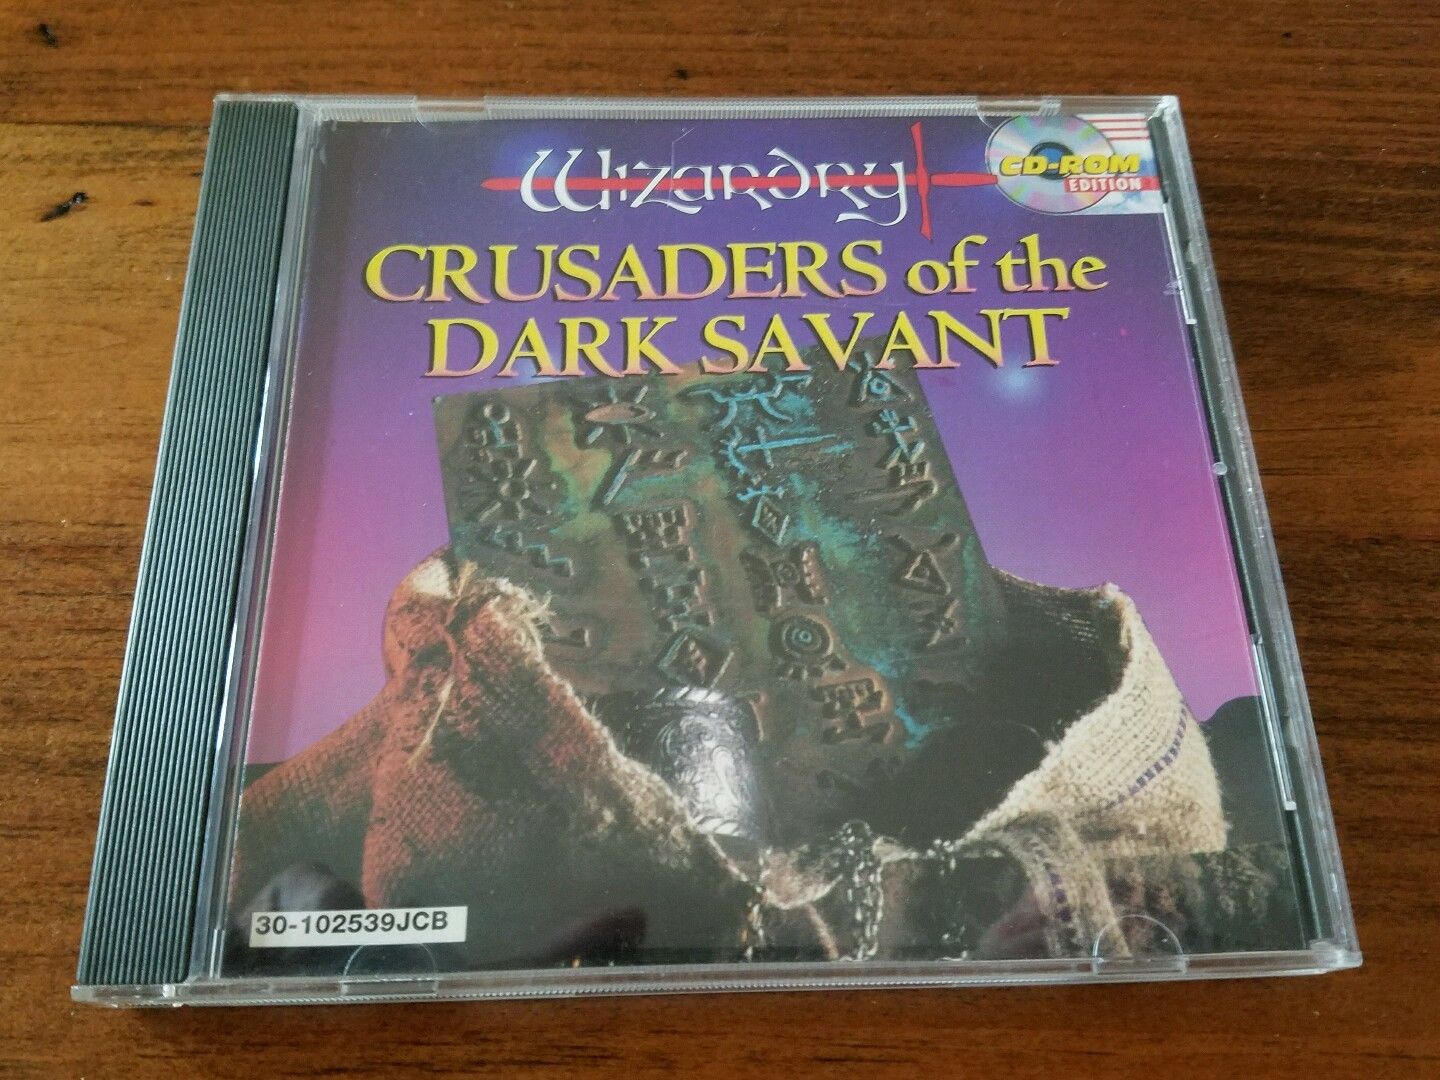 Wizardry
CD-ROM
EDITION
CRUSADERS of the
DARK SAVANT
30-102539JCB